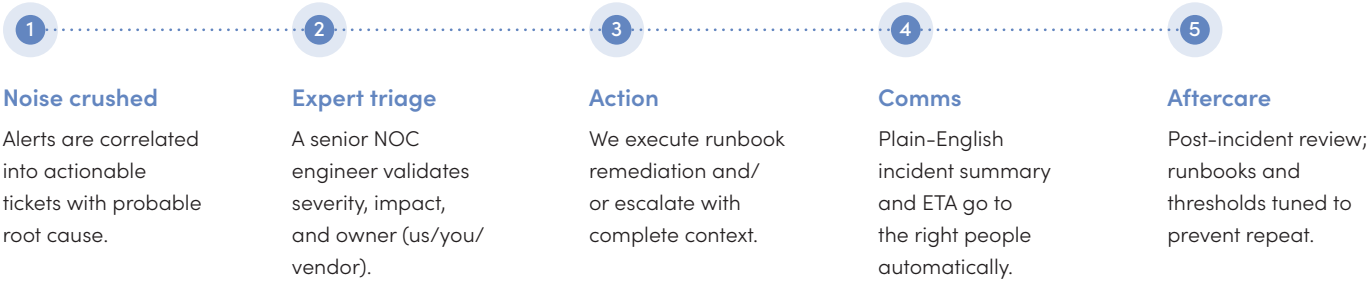 1
2
3
4
5
Noise crushed
Alerts are correlated
into actionable
tickets with probable
root cause.
Expert triage
A senior NOC
engineer validates
severity, impact,
and owner (us/you/
vendor).
Action
We execute runbook
remediation and/
or escalate with
complete context.
Comms
Plain-English
incident summary
and ETA go to
the right people
automatically.
Aftercare
Post-incident review;
runbooks and
thresholds tuned to
prevent repeat.